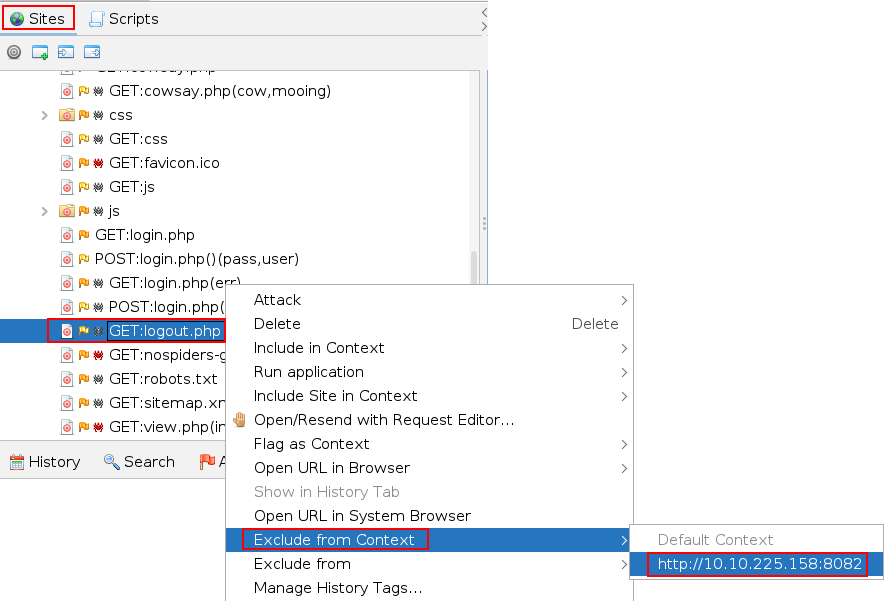 Sites
Scripts
GET:cowsay.php
GET:cowsay.php(cow,mooing)
css
GET:css
GET:favicon.ico
GET:js
js
GET:login.php
POST:login.php()(pass,user)
GET:login.php(err)
POST:login.php(
GET:logout.php
GET:nospiders-g
GET:robots.txt
GET:sitemap.xm
GET:view.php(in
History
Search
A
Attack
Delete Delete
Include in Context
Run application
Include Site in Context
Open/Resend with Request Editor...
Flag as Context
Open URL in Browser
Show in History Tab
Open URL in System Browser
Exclude from Context
Exclude from
Manage History Tags...
Default Context
http://10.10.225.158:8082